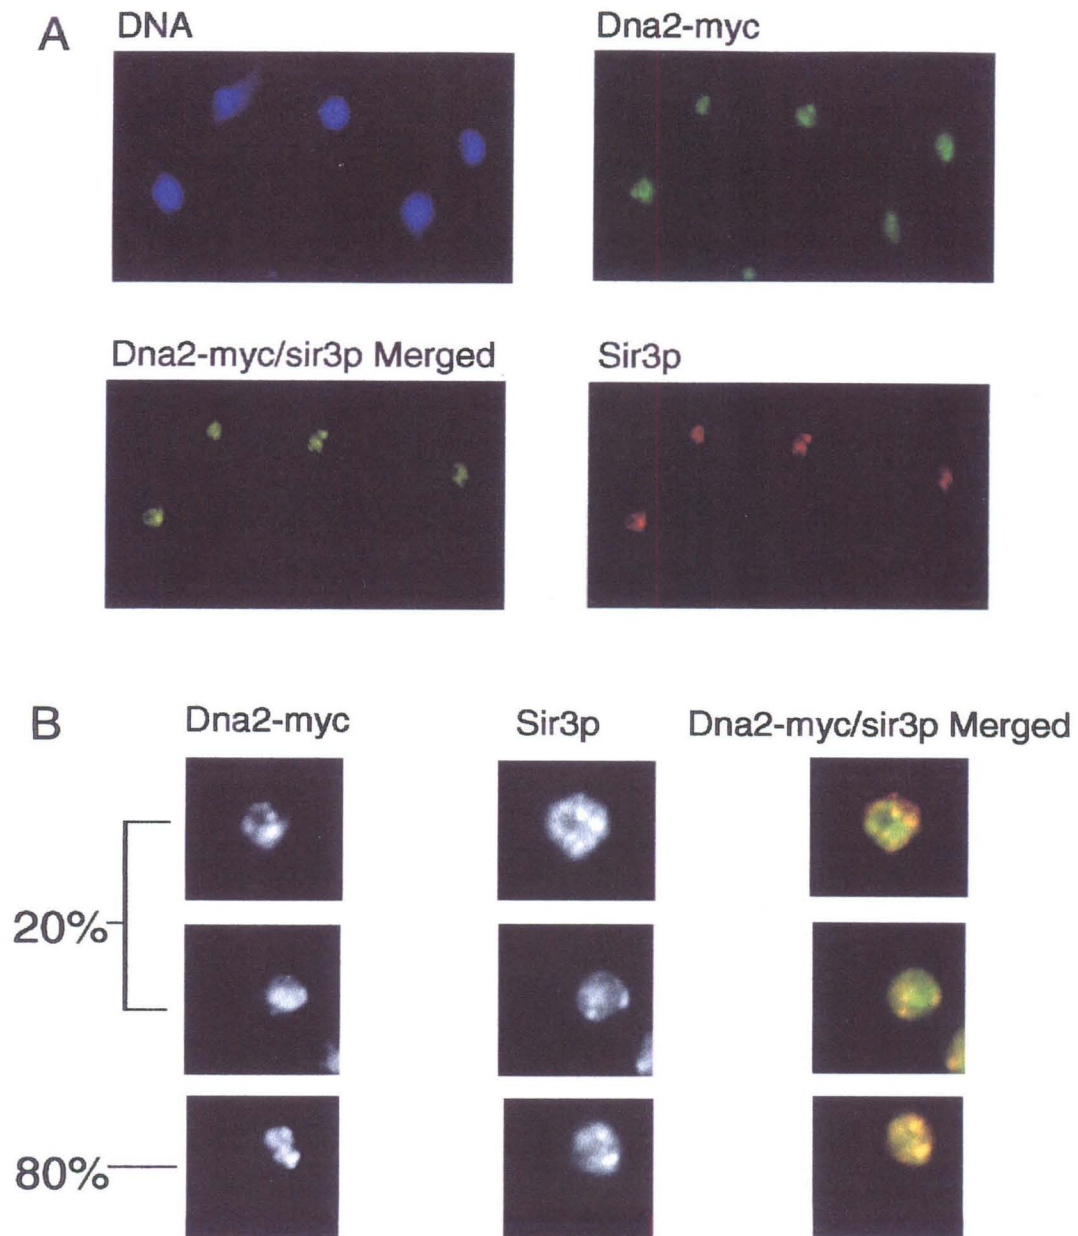 A
DNA
Dna2-myc
Dna2-myc/sir3p Merged
Sir3p
B
Dna2-myc
Sir3p
Dna2-myc/sir3p Merged
20%
80%